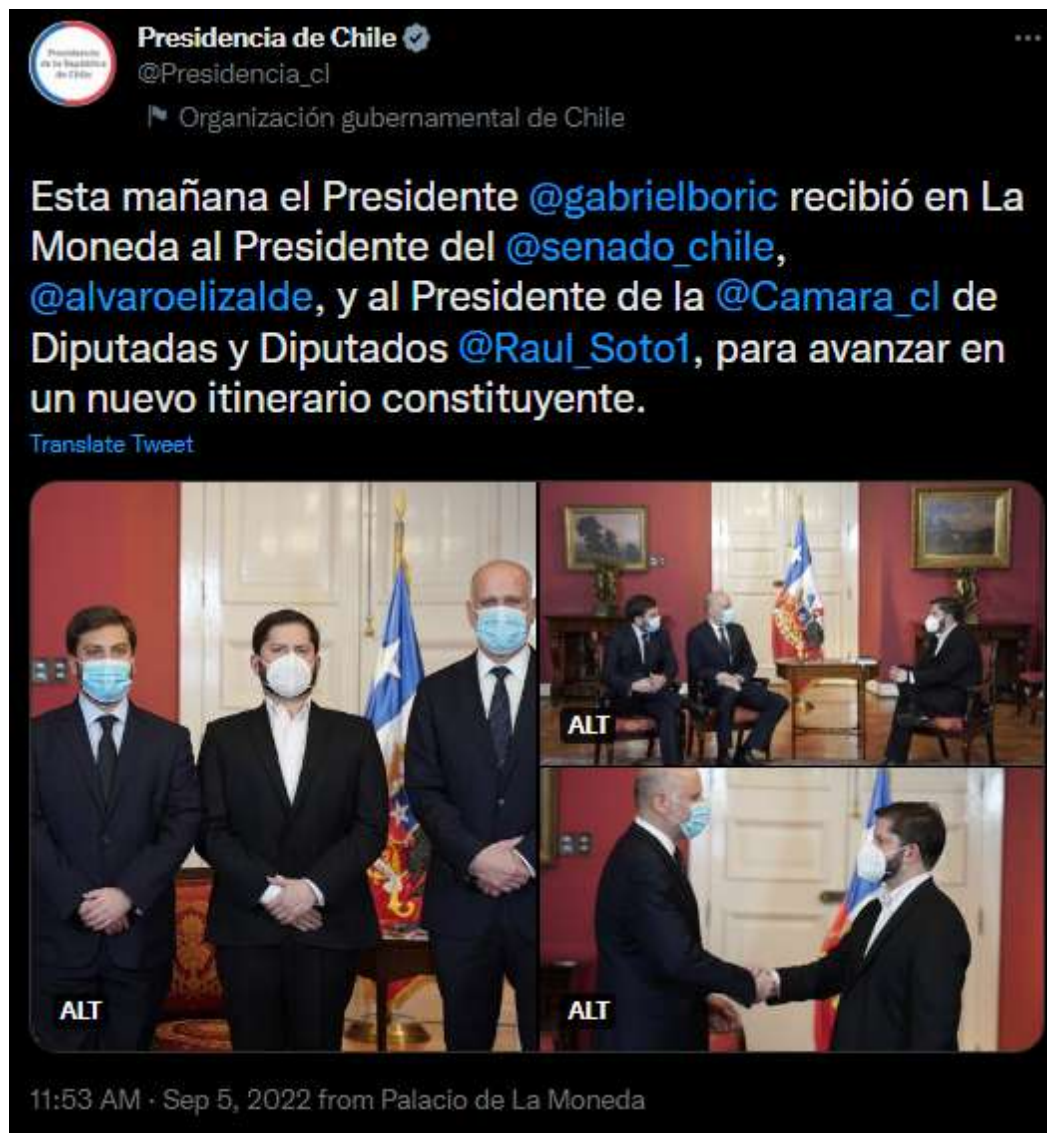 Presidencia de Chile
@Presidencia_cl
Organización gubernamental de Chile
Esta mañana el Presidente @gabrielboric recibió en La
Moneda al Presidente del @senado_chile,
@alvaroelizalde, y al Presidente de la @Camara_cl de
Diputadas y Diputados @Raul_Soto1, para avanzar en
un nuevo itinerario constituyente.
Translate Tweet
ALT
ALT
ALT
11:53 AM · Sep 5, 2022 from Palacio de La Moneda